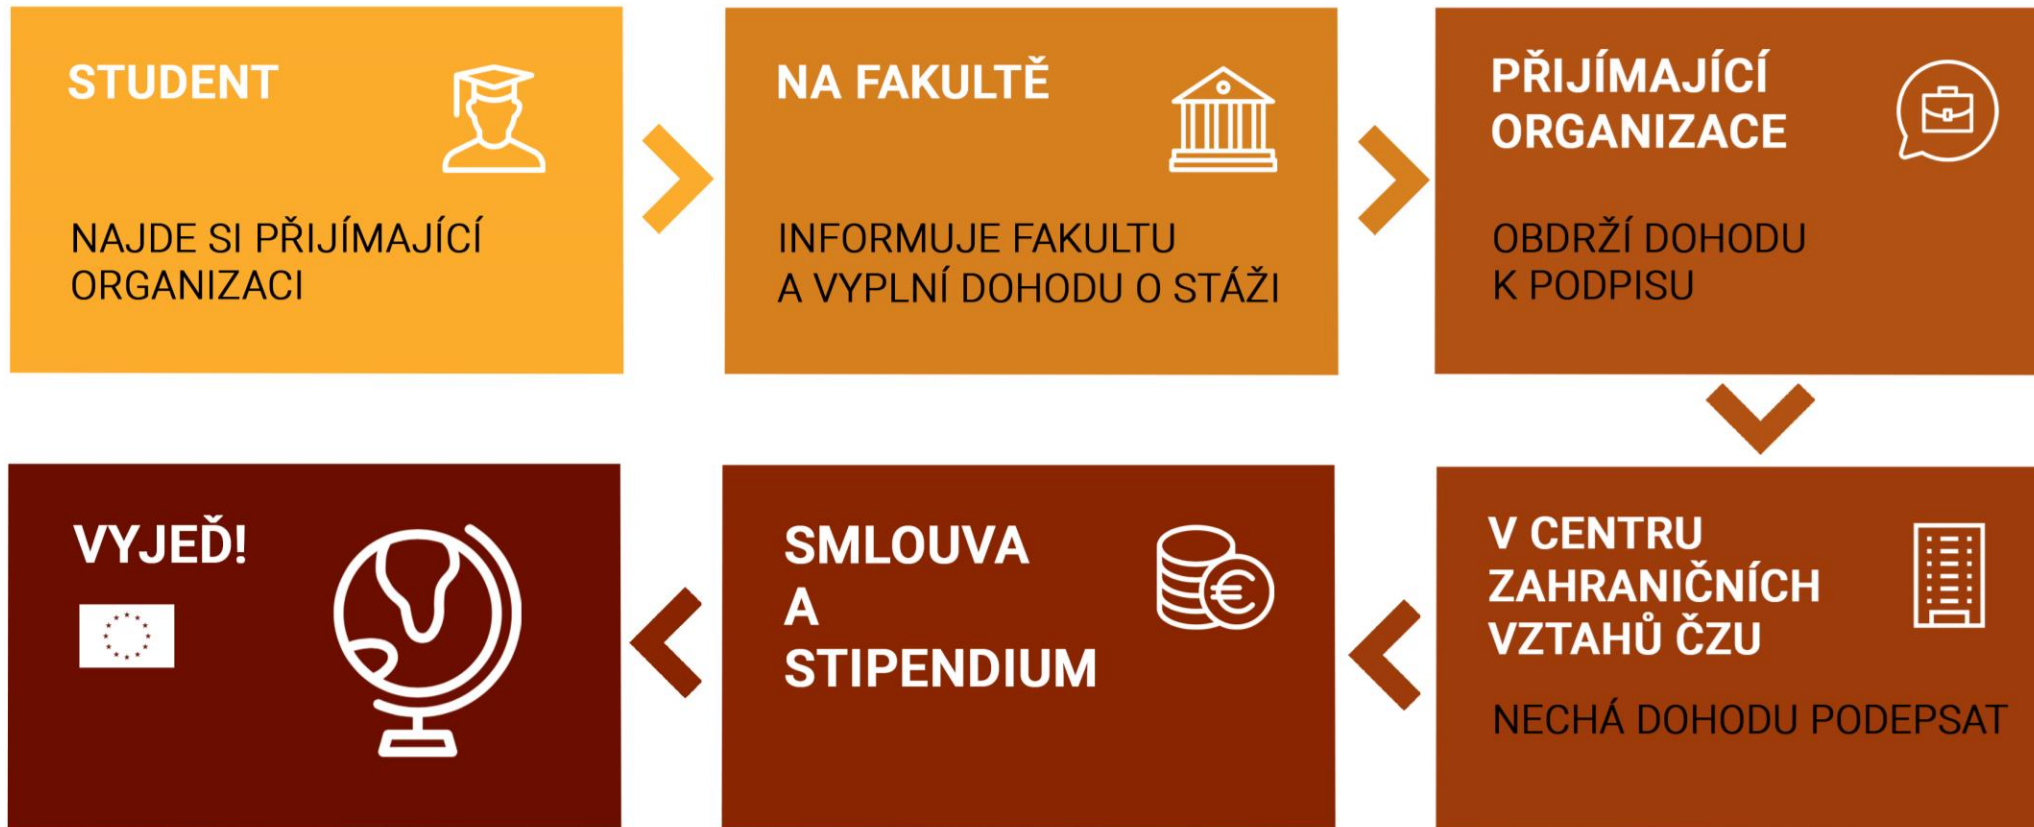 STUDENT
NAJDE SI PŘIJÍMAJÍCÍ
ORGANIZACI
NA FAKULTĚ
INFORMUJE FAKULTU
A VYPLNÍ DOHODU O STÁŽI
PŘIJÍMAJÍCÍ
ORGANIZACE
OBDRŽÍ DOHODU
K PODPISU
V CENTRU
ZAHRANIČNÍCH
VZTAHŮ ČZU
NECHÁ DOHODU PODEPSAT
SMLOUVA
A
STIPENDIUM
VYJEĎ!